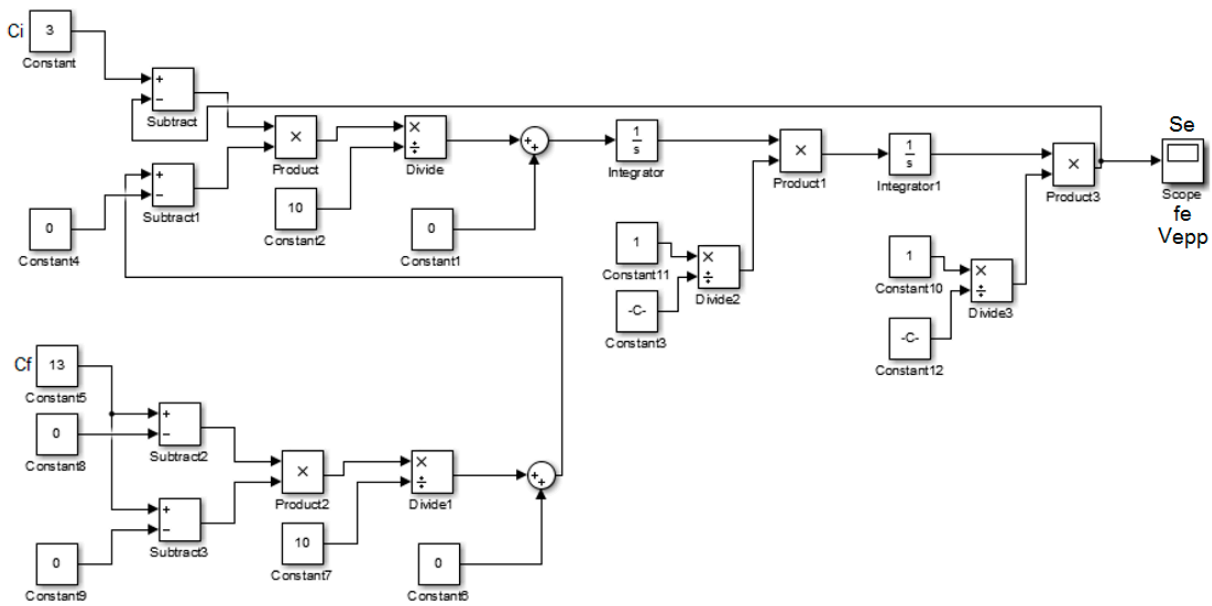 Ci
3
Constant
+
−
Subtract
×
Product
×
÷
Divide
+
+
1
s
Integrator
×
Product1
1
s
Integrator1
×
Product3
Se
Scope
fe
Vepp
+
−
Subtract1
0
Constant4
10
Constant2
0
Constant1
1
Constant11
×
÷
Divide2
-C-
Constant3
1
Constant10
×
÷
Divide3
-C-
Constant12
Cf
13
Constant5
+
−
Subtract2
0
Constant8
×
Product2
×
÷
Divide1
+
+
+
−
Subtract3
10
Constant7
0
Constant6
0
Constant9